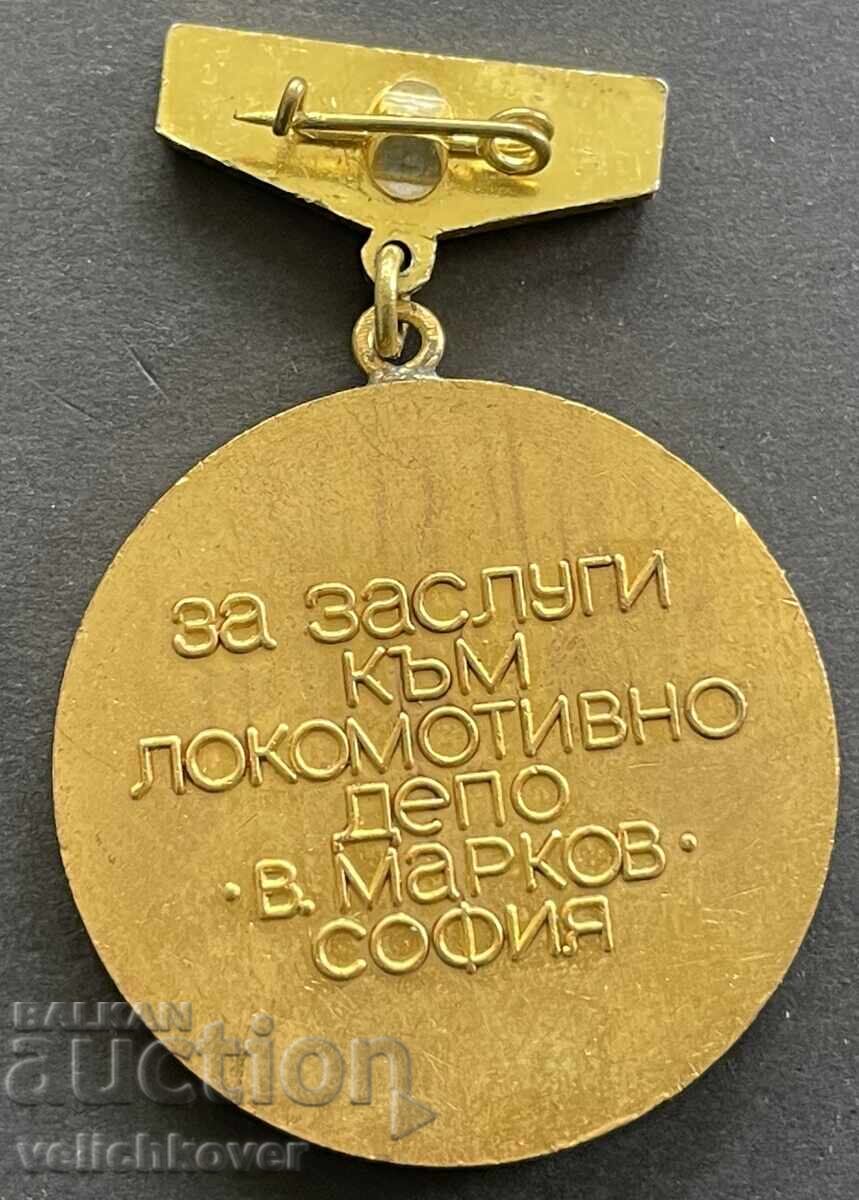 за заслуги
към
локомотивно
депо
·в. марков·
софия
BALKAN
auction
velichkover